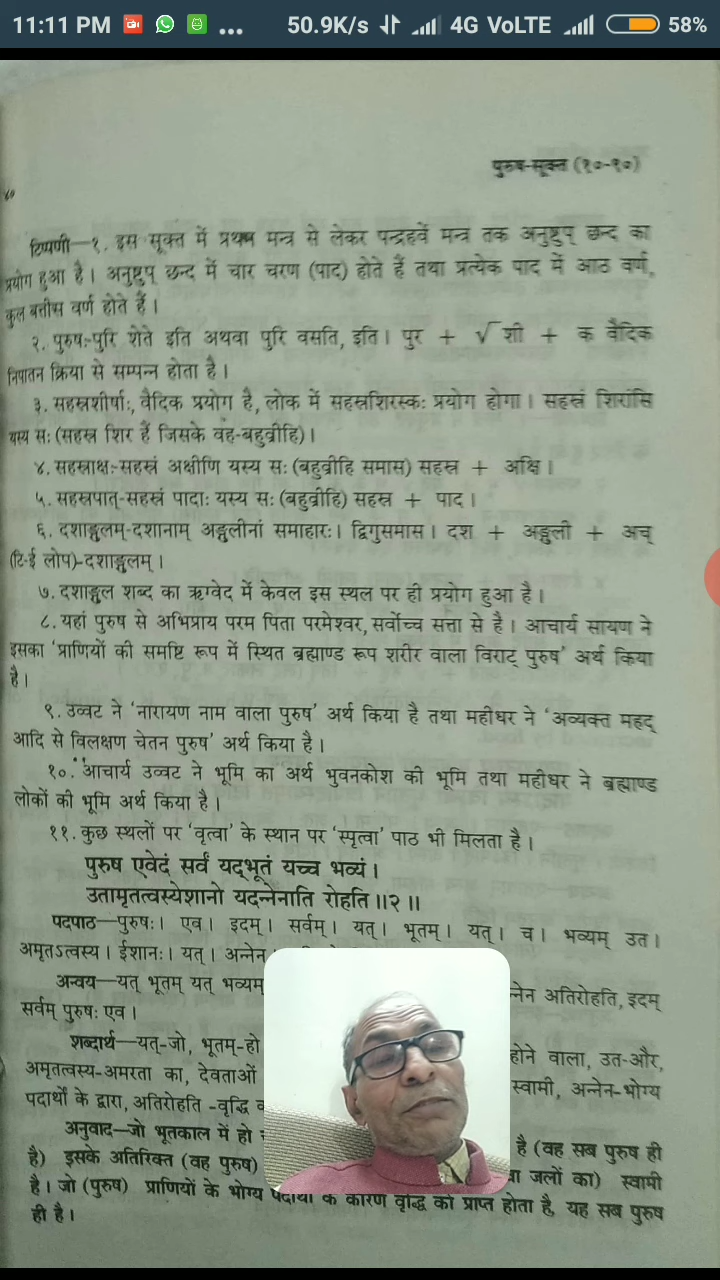 11:11 PM ... 50.9K/s 4G VoLTE 58%
पुरुष-सूक्त (१०-९०)
टिप्पणी—१. इस सूक्त में प्रथम मन्त्र से लेकर पन्द्रहवें मन्त्र तक अनुष्टुप् छन्द का
प्रयोग हुआ है। अनुष्टुप् छन्द में चार चरण (पाद) होते हैं तथा प्रत्येक पाद में आठ वर्ण,
कुल बत्तीस वर्ण होते हैं।
२. पुरुषः-पुरि शेते इति अथवा पुरि वसति, इति। पुर + √शी + क वैदिक
निपातन क्रिया से सम्पन्न होता है।
३. सहस्रशीर्षाः, वैदिक प्रयोग है, लोक में सहस्रशिरस्कः प्रयोग होगा। सहस्रं शिरांसि
यस्य सः (सहस्र शिर हैं जिसके वह-बहुव्रीहि)।
४. सहस्राक्षः-सहस्रं अक्षीणि यस्य सः (बहुव्रीहि समास) सहस्र + अक्षि।
५. सहस्रपात्-सहस्रं पादाः यस्य सः (बहुव्रीहि) सहस्र + पाद।
६. दशाङ्गुलम्-दशानाम् अङ्गुलीनां समाहारः। द्विगुसमास। दश + अङ्गुली + अच्
(टि-ई लोप)-दशाङ्गुलम्।
७. दशाङ्गुल शब्द का ऋग्वेद में केवल इस स्थल पर ही प्रयोग हुआ है।
८. यहां पुरुष से अभिप्राय परम पिता परमेश्वर, सर्वोच्च सत्ता से है। आचार्य सायण ने
इसका 'प्राणियों की समष्टि रूप में स्थित ब्रह्माण्ड रूप शरीर वाला विराट् पुरुष' अर्थ किया
है।
९. उव्वट ने 'नारायण नाम वाला पुरुष' अर्थ किया है तथा महीधर ने 'अव्यक्त महद्
आदि से विलक्षण चेतन पुरुष' अर्थ किया है।
१०. आचार्य उव्वट ने भूमि का अर्थ भुवनकोश की भूमि तथा महीधर ने ब्रह्माण्ड
लोकों की भूमि अर्थ किया है।
११. कुछ स्थलों पर 'वृत्वा' के स्थान पर 'स्पृत्वा' पाठ भी मिलता है।
पुरुष एवेदं सर्वं यद्भूतं यच्च भव्यं।
उतामृतत्वस्येशानो यदन्नेनाति रोहति॥२॥
पदपाठ—पुरुषः। एव। इदम्। सर्वम्। यत्। भूतम्। यत्। च। भव्यम् उत।
अमृतऽत्वस्य। ईशानः। यत्। अन्नेन
अन्वय—यत् भूतम् यत् भव्यम् न्नेन अतिरोहति, इदम्
सर्वम् पुरुषः एव।
शब्दार्थ—यत्-जो, भूतम्-हो होने वाला, उत-और,
अमृतत्वस्य-अमरता का, देवताओं स्वामी, अन्नेन-भोग्य
पदार्थों के द्वारा, अतिरोहति -वृद्धि
अनुवाद—जो भूतकाल में हो है (वह सब पुरुष ही
है) इसके अतिरिक्त (वह पुरुष) जलों का) स्वामी
है। जो (पुरुष) प्राणियों के भोग्य पदार्थों के कारण वृद्धि को प्राप्त होता है, यह सब पुरुष
ही है।